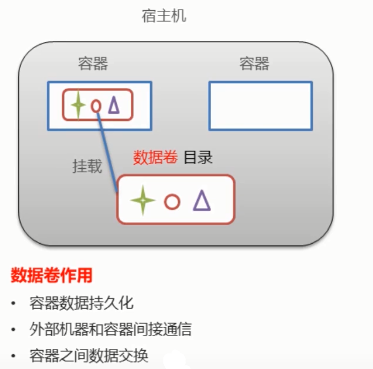 宿主机
容器
容器
挂载
数据卷 目录
数据卷作用
• 容器数据持久化
• 外部机器和容器间接通信
• 容器之间数据交换